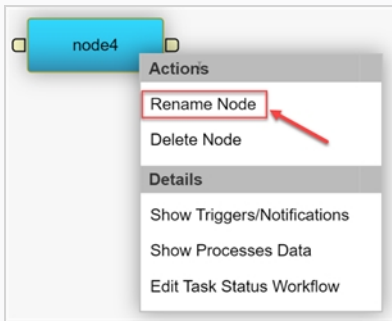 node4
Actions
Rename Node
Delete Node
Details
Show Triggers/Notifications
Show Processes Data
Edit Task Status Workflow